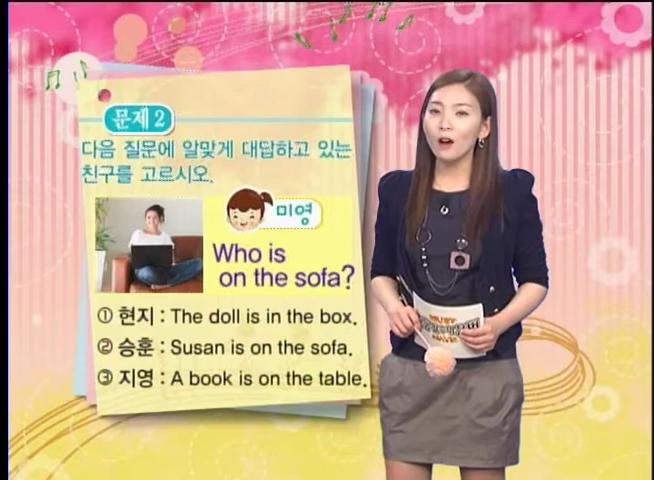 문제 2
다음 질문에 알맞게 대답하고 있는
친구를 고르시오.
미영
Who is
on the sofa?
① 현지 : The doll is in the box.
② 승훈 : Susan is on the sofa.
③ 지영 : A book is on the table.
MUST
HAVE